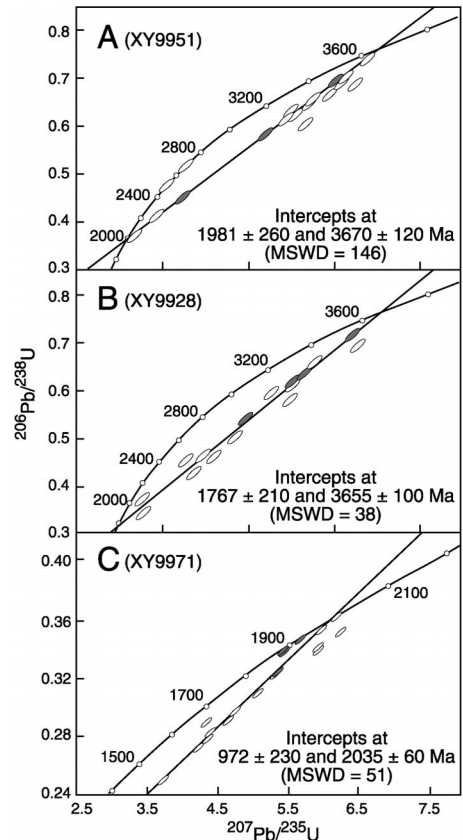 0.8
A (XY9951)
3600
0.7
3200
0.6
2800
0.5
2400
0.4
2000
Intercepts at
1981 ± 260 and 3670 ± 120 Ma
(MSWD = 146)
0.3
0.8
B (XY9928)
3600
0.7
3200
0.6
2800
0.5
2400
0.4
2000
Intercepts at
1767 ± 210 and 3655 ± 100 Ma
(MSWD = 38)
0.3
206Pb/238U
0.40
C (XY9971)
2100
0.36
1900
0.32
1700
0.28
1500
Intercepts at
972 ± 230 and 2035 ± 60 Ma
(MSWD = 51)
0.24
2.5 3.5 4.5 5.5 6.5 7.5
207Pb/235U